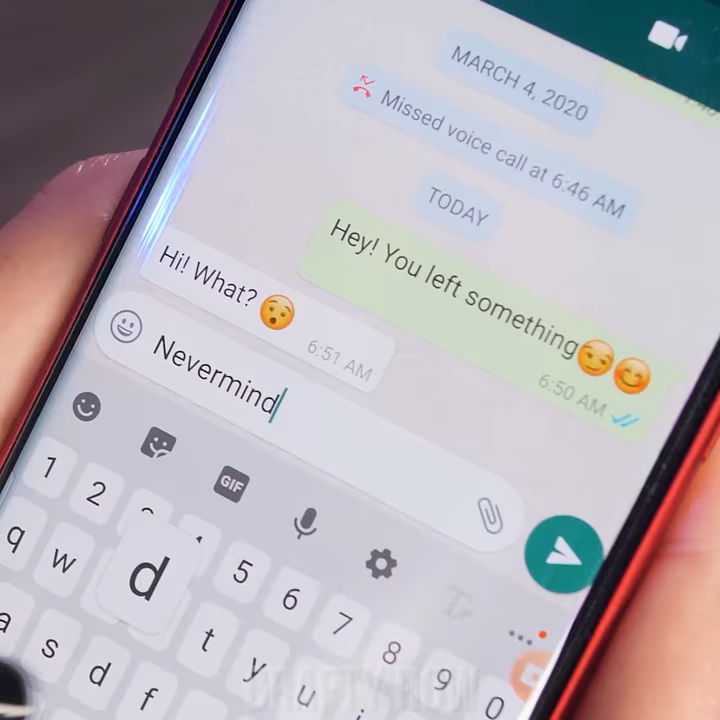 MARCH 4, 2020
Missed voice call at 6:46 AM
TODAY
Hey! You left something😏😊
6:50 AM
Hi! What?😯
6:51 AM
Nevermind
GIF
1 2 5 6 7 8 9 0
q w d t y u i
a s d f